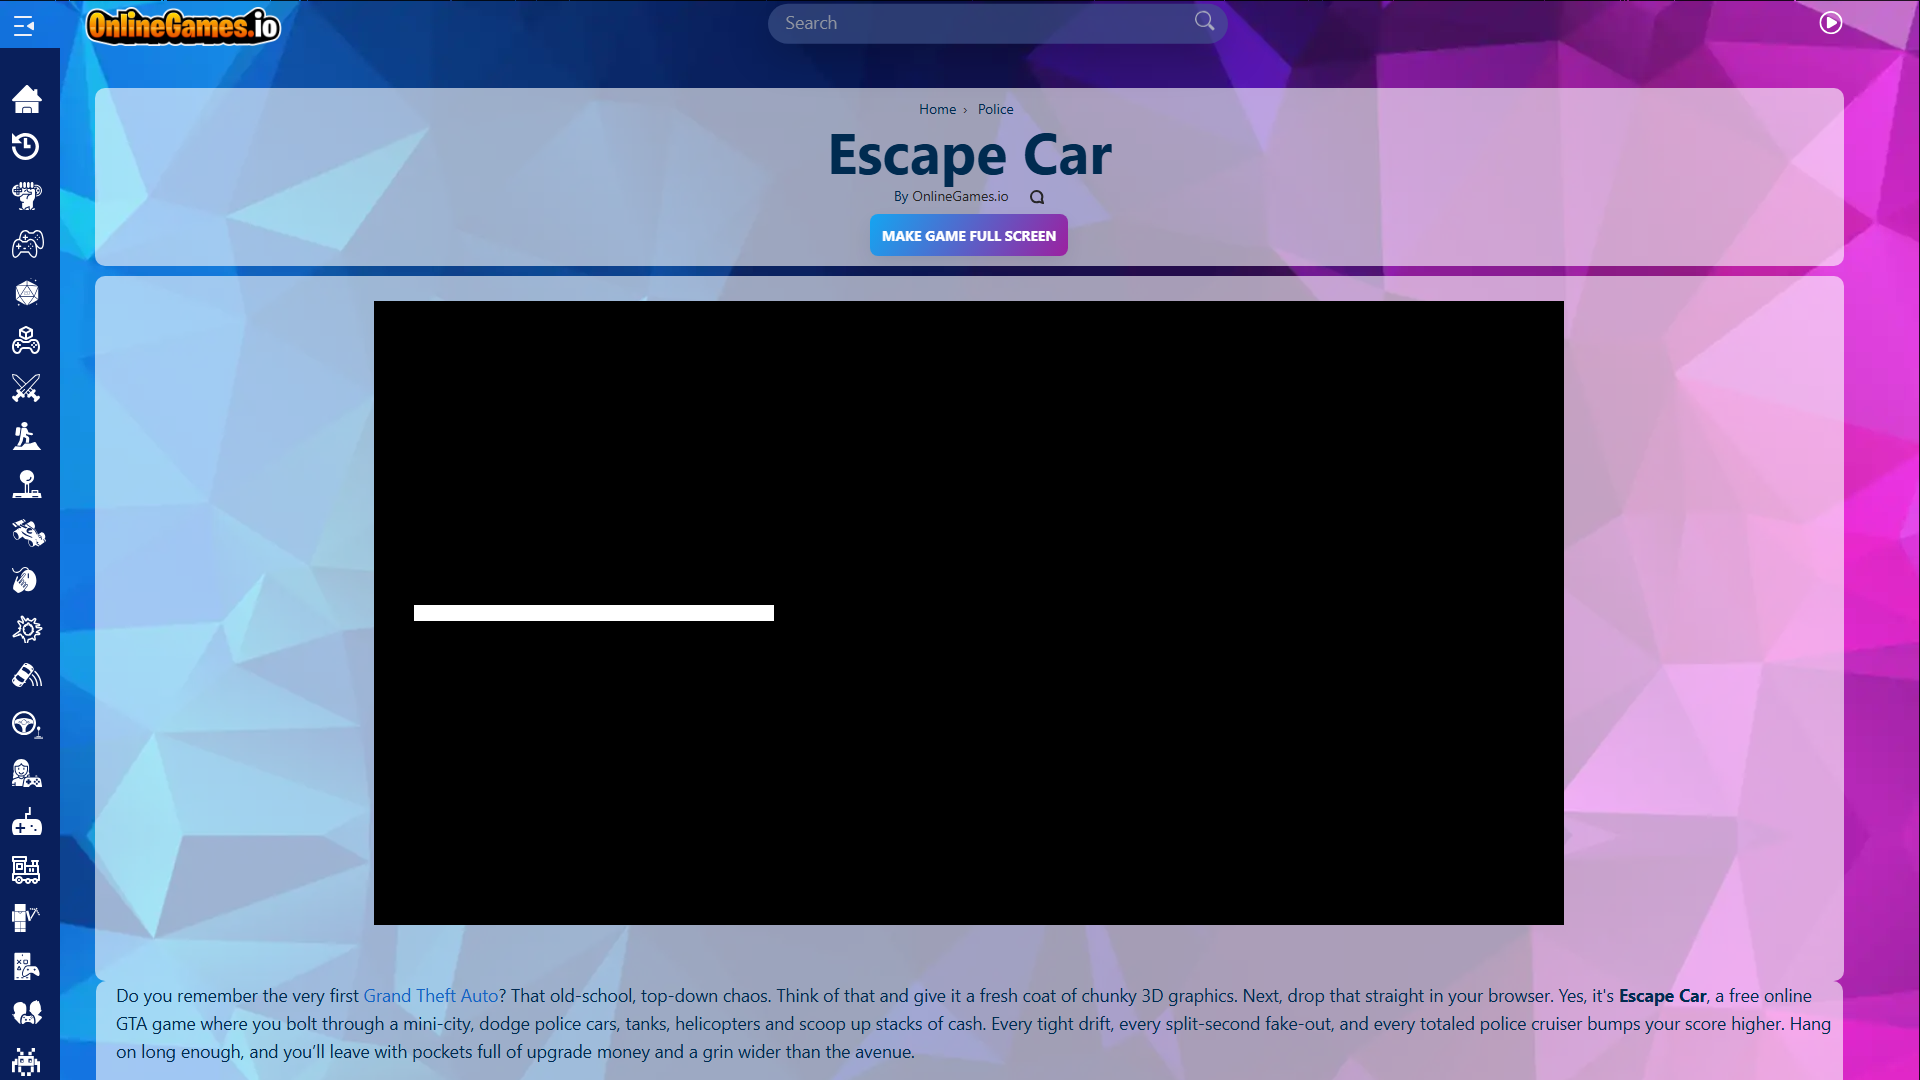 OnlineGames.io
Search
Home › Police
Escape Car
By OnlineGames.io
MAKE GAME FULL SCREEN
Do you remember the very first Grand Theft Auto? That old-school, top-down chaos. Think of that and give it a fresh coat of chunky 3D graphics. Next, drop that straight in your browser. Yes, it's Escape Car, a free online
GTA game where you bolt through a mini-city, dodge police cars, tanks, helicopters and scoop up stacks of cash. Every tight drift, every split-second fake-out, and every totaled police cruiser bumps your score higher. Hang
on long enough, and you’ll leave with pockets full of upgrade money and a grin wider than the avenue.